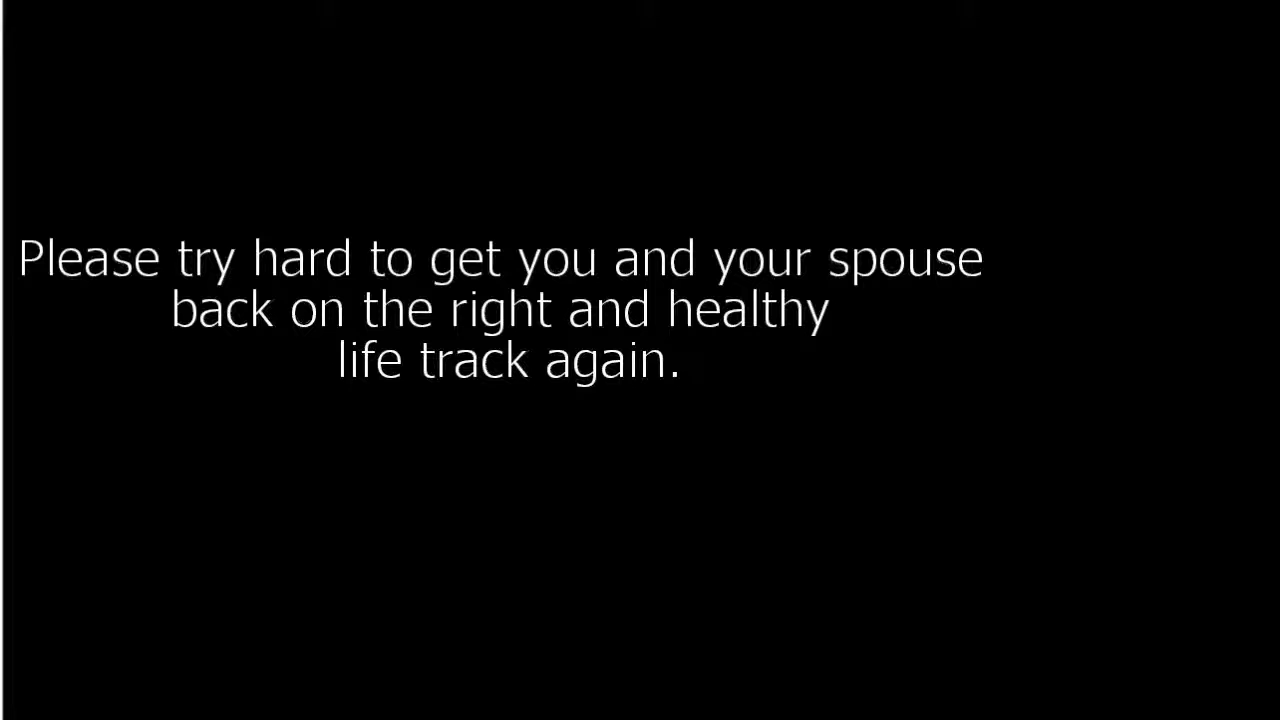 Please try hard to get you and your spouse
back on the right and healthy
life track again.